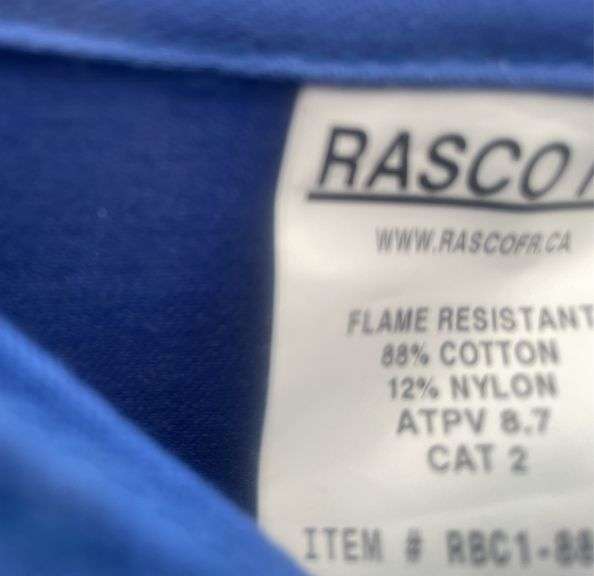 RASCO
WWW.RASCOFR.CA
FLAME RESISTANT
88% COTTON
12% NYLON
ATPV 8.7
CAT 2
ITEM # RBC1-88